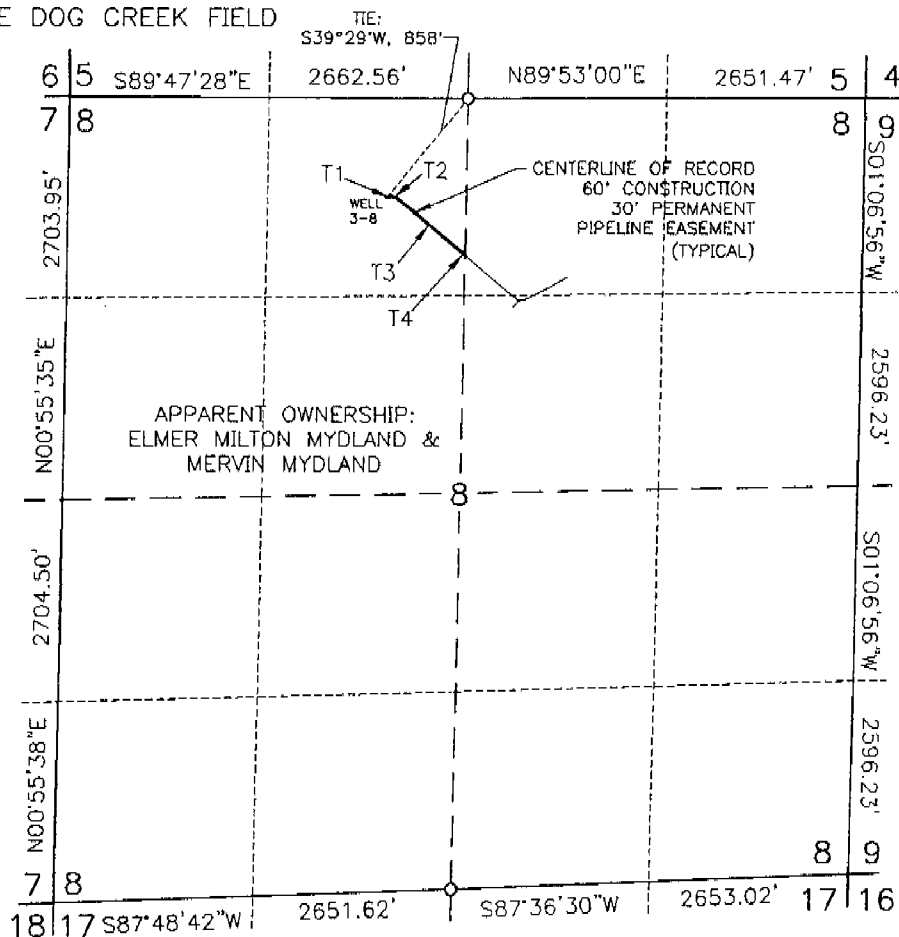 E DOG CREEK FIELD
TIE:
S39°29'W, 858'
6 5 S89°47'28"E 2662.56' N89°53'00"E 2651.47' 5 4
7 8 8 9
T1 T2
WELL
3-8
CENTERLINE OF RECORD
60' CONSTRUCTION
30' PERMANENT
PIPELINE EASEMENT
(TYPICAL)
T3
T4
2703.95'
S01°06'56"W
N00°55'35"E
2596.23'
APPARENT OWNERSHIP:
ELMER MILTON MYDLAND &
MERVIN MYDLAND
8
2704.50'
S01°06'56"W
N00°55'38"E
2596.23'
7 8 8 9
18 17 S87°48'42"W 2651.62' S87°36'30"W 2653.02' 17 16